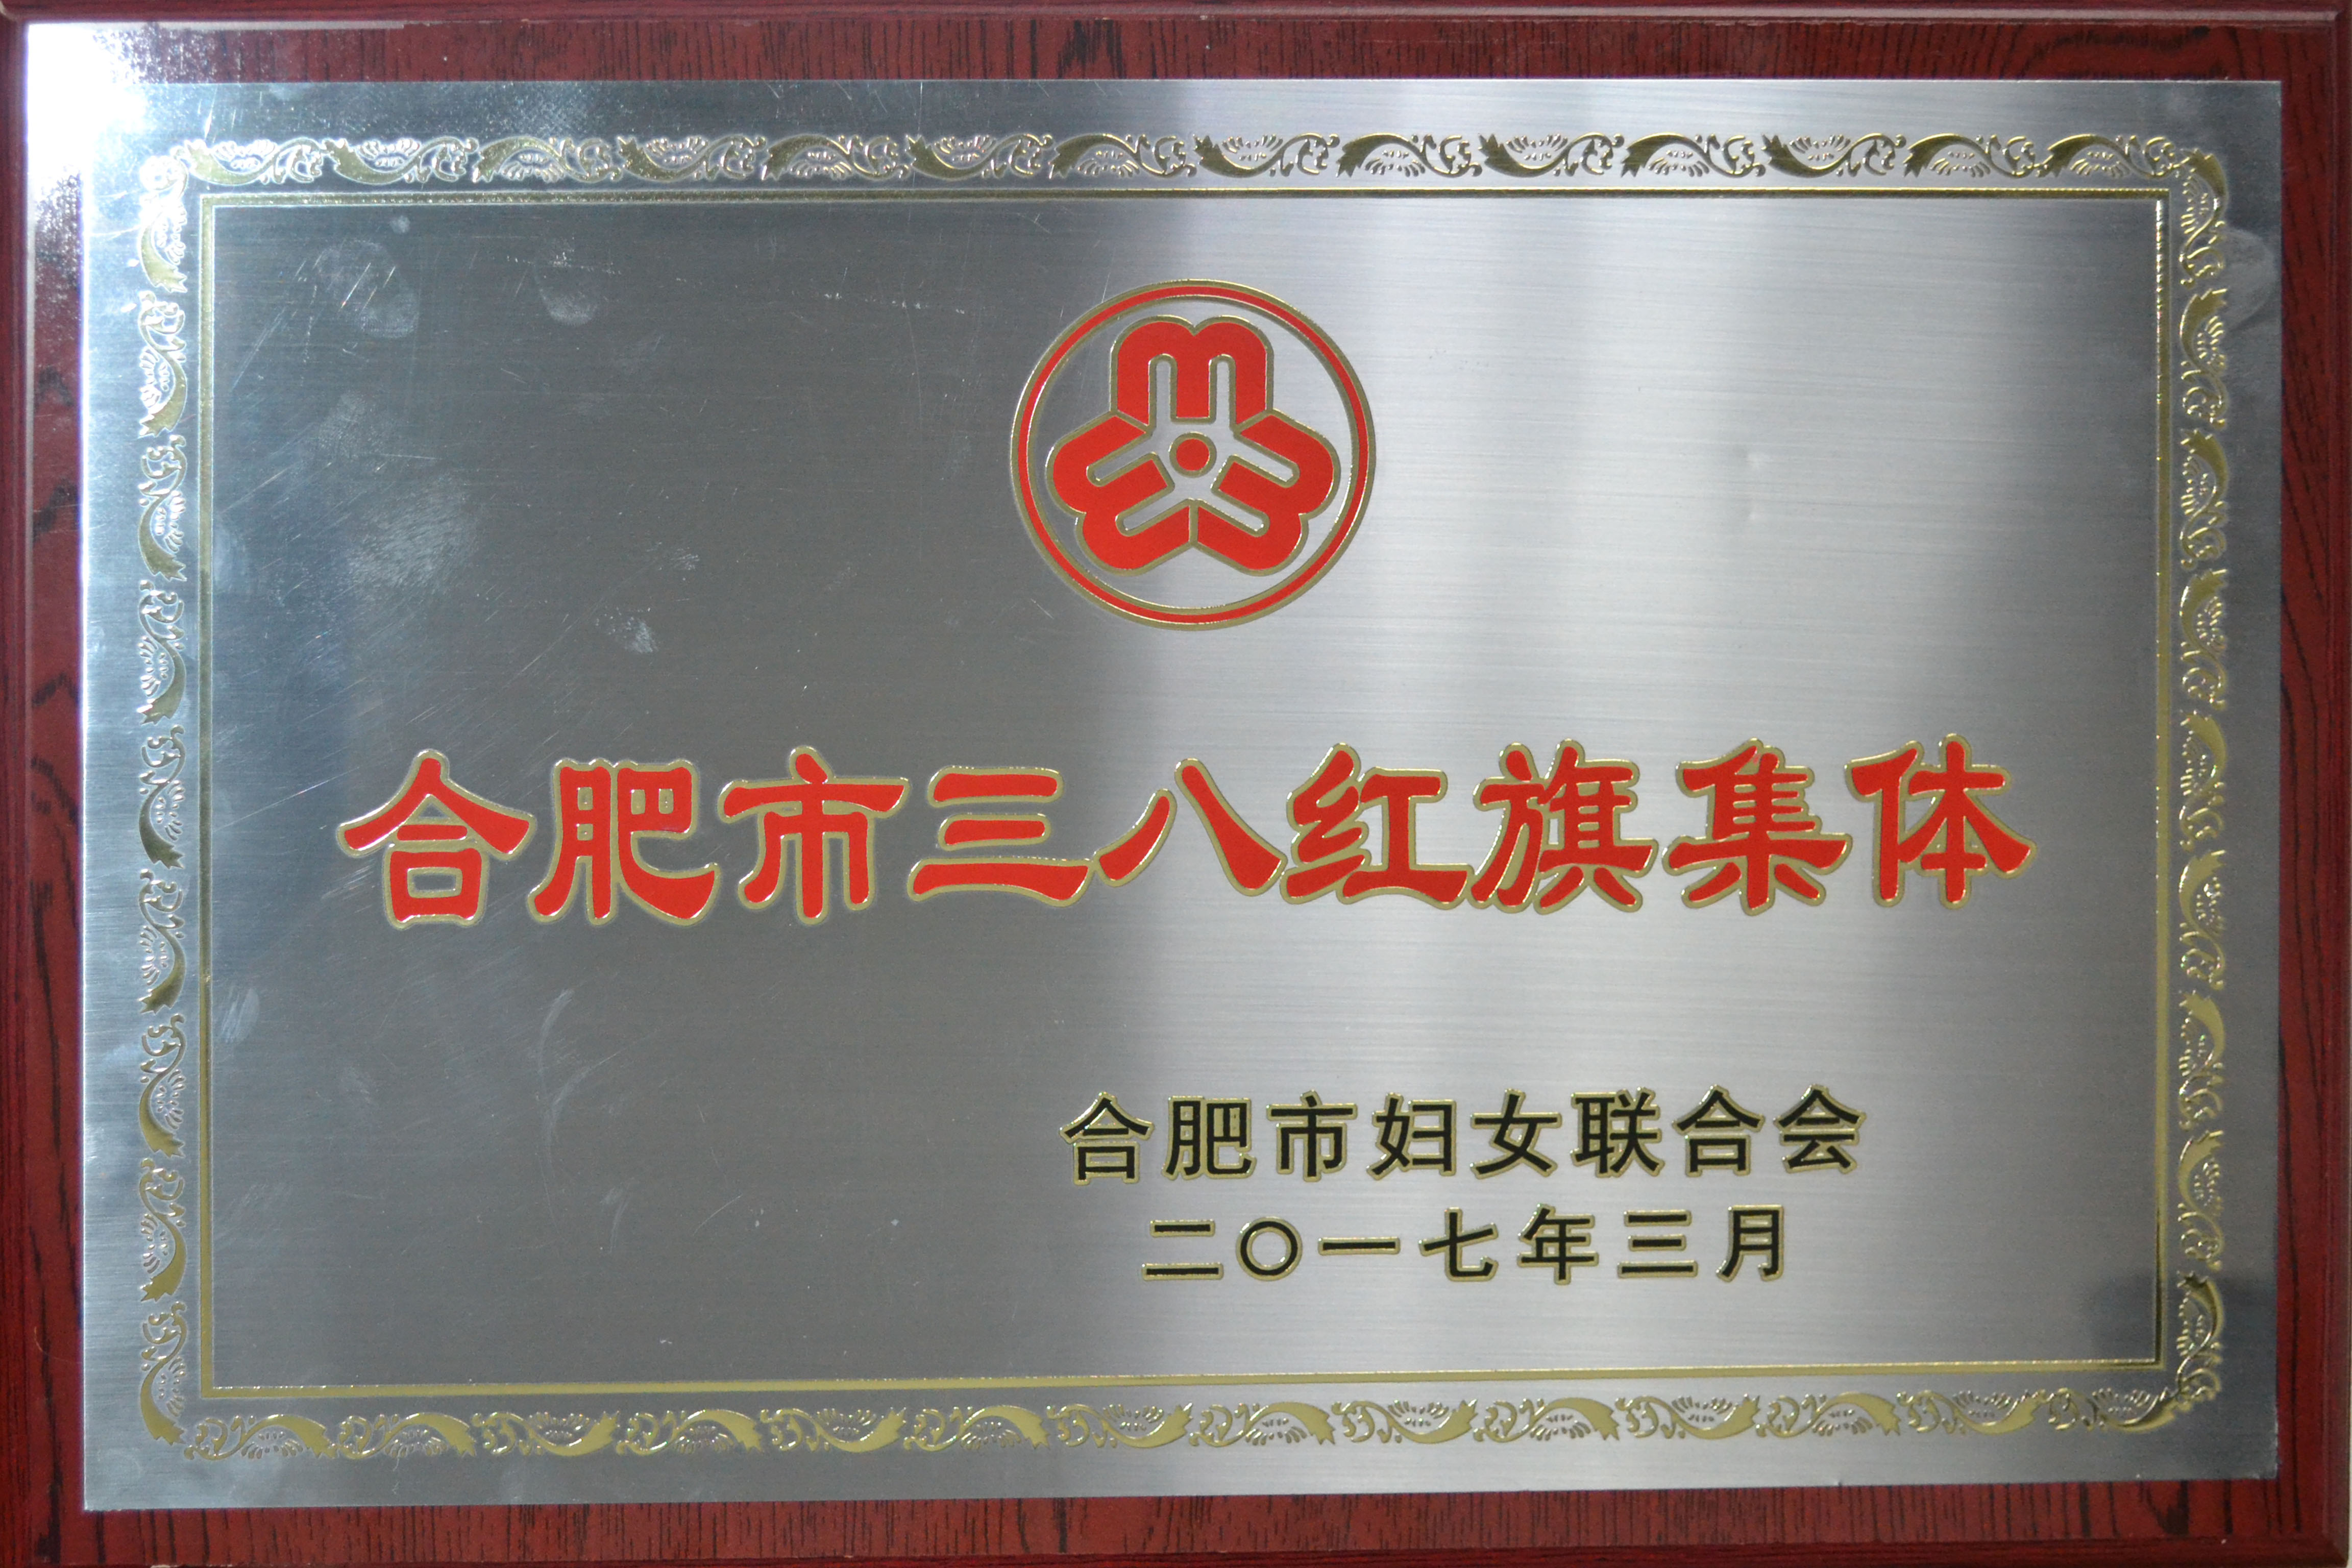 合肥市三八红旗集体
合肥市妇女联合会
二〇一七年三月